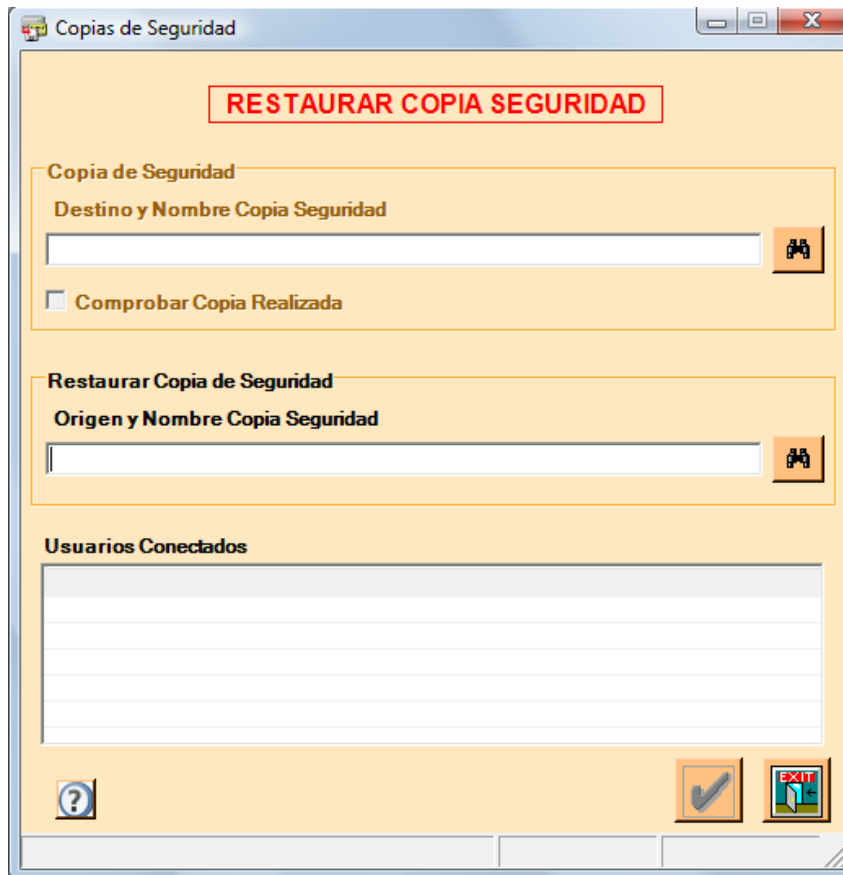 Copias de Seguridad
RESTAURAR COPIA SEGURIDAD
Copia de Seguridad
Destino y Nombre Copia Seguridad
Comprobar Copia Realizada
Restaurar Copia de Seguridad
Origen y Nombre Copia Seguridad
Usuarios Conectados
EXIT